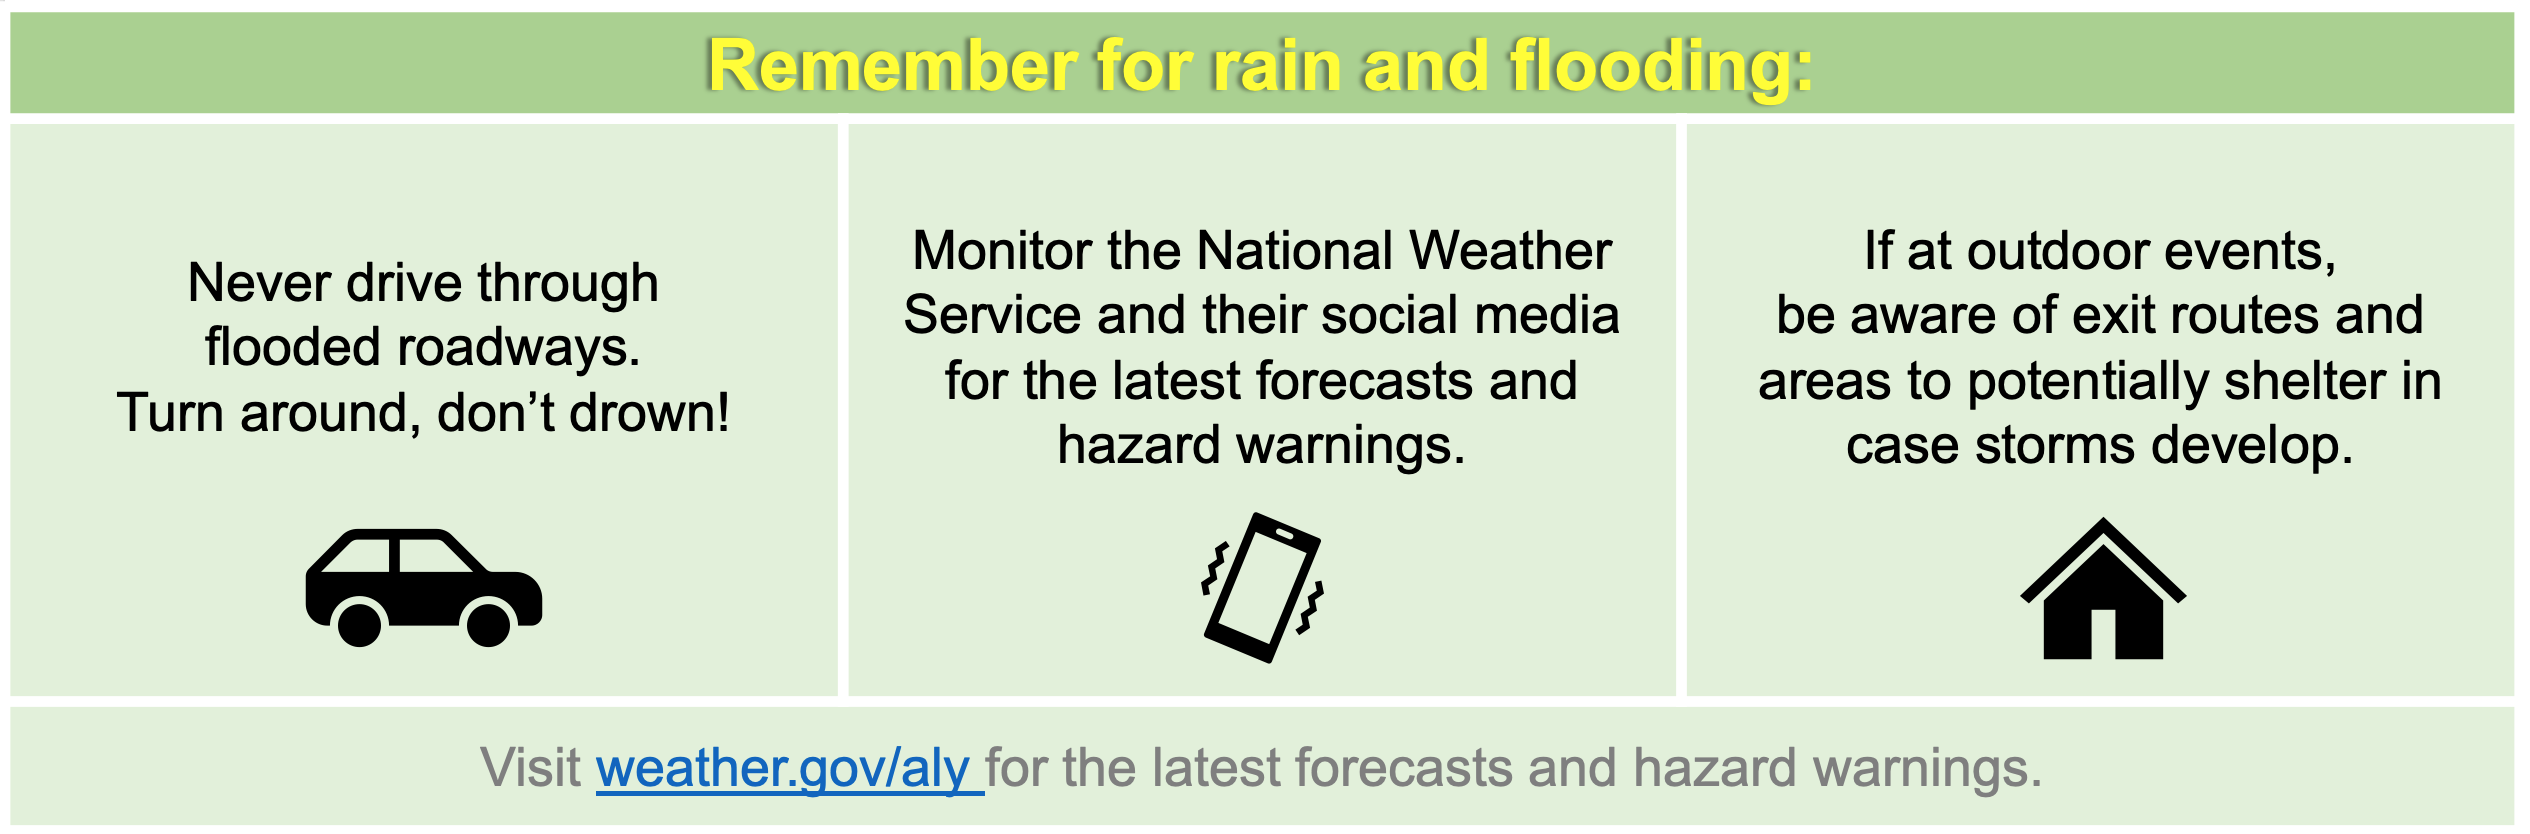 Remember for rain and flooding:
Never drive through
flooded roadways.
Turn around, don’t drown!
Monitor the National Weather
Service and their social media
for the latest forecasts and
hazard warnings.
If at outdoor events,
be aware of exit routes and
areas to potentially shelter in
case storms develop.
Visit weather.gov/aly for the latest forecasts and hazard warnings.